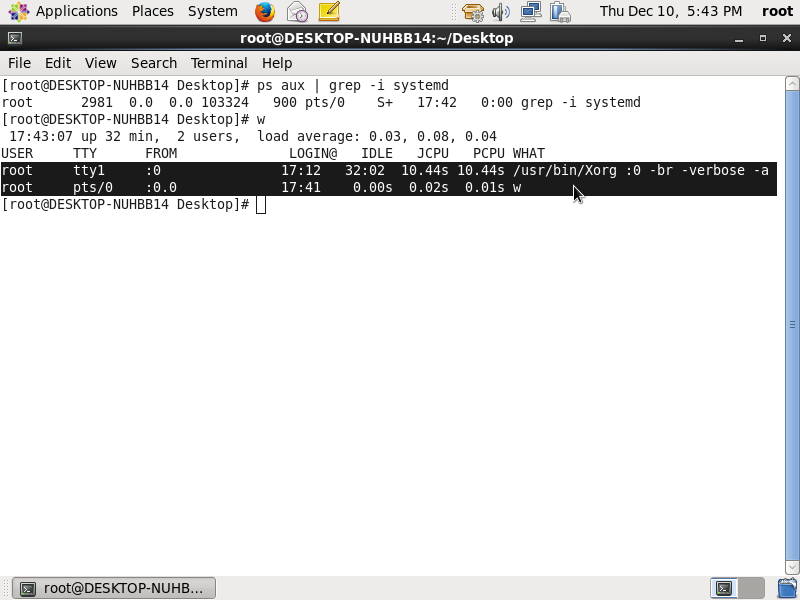 Applications Places System Thu Dec 10, 5:43 PM root
root@DESKTOP-NUHBB14:~/Desktop
File Edit View Search Terminal Help
[root@DESKTOP-NUHBB14 Desktop]# ps aux | grep -i systemd
root      2981  0.0  0.0 103324   900 pts/0    S+   17:42   0:00 grep -i systemd
[root@DESKTOP-NUHBB14 Desktop]# w
 17:43:07 up 32 min,  2 users,  load average: 0.03, 0.08, 0.04
USER     TTY      FROM              LOGIN@   IDLE   JCPU   PCPU WHAT
root     tty1     :0               17:12   32:02  10.44s 10.44s /usr/bin/Xorg :0 -br -verbose -a
root     pts/0    :0.0             17:41    0.00s  0.02s  0.01s w
[root@DESKTOP-NUHBB14 Desktop]#
root@DESKTOP-NUHB...